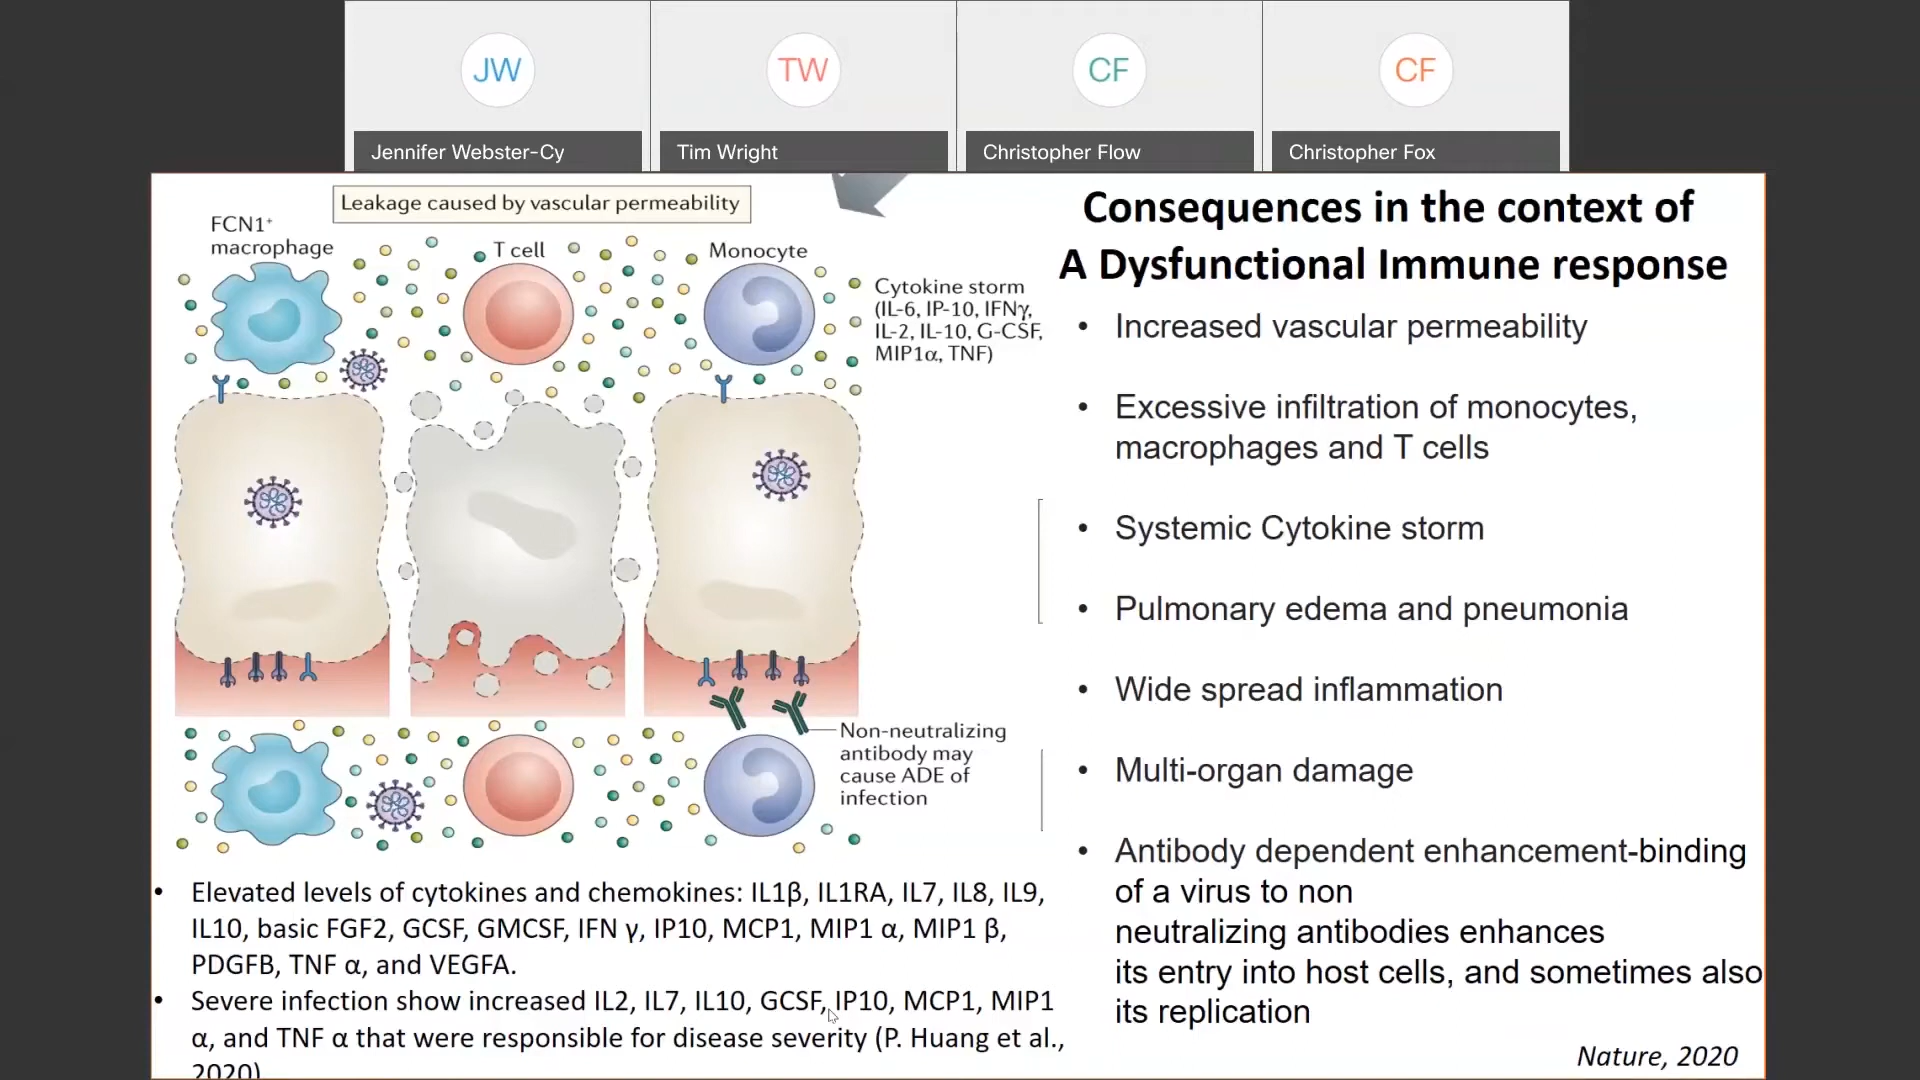 JW
TW
CF
CF
Jennifer Webster-Cy
Tim Wright
Christopher Flow
Christopher Fox
Leakage caused by vascular permeability
FCN1⁺
macrophage
T cell
Monocyte
Cytokine storm
(IL-6, IP-10, IFNγ,
IL-2, IL-10, G-CSF,
MIP1α, TNF)
Non-neutralizing
antibody may
cause ADE of
infection
• Elevated levels of cytokines and chemokines: IL1β, IL1RA, IL7, IL8, IL9,
IL10, basic FGF2, GCSF, GMCSF, IFN γ, IP10, MCP1, MIP1 α, MIP1 β,
PDGFB, TNF α, and VEGFA.
• Severe infection show increased IL2, IL7, IL10, GCSF, IP10, MCP1, MIP1
α, and TNF α that were responsible for disease severity (P. Huang et al.,
2020)
Consequences in the context of
A Dysfunctional Immune response
• Increased vascular permeability
• Excessive infiltration of monocytes,
macrophages and T cells
• Systemic Cytokine storm
• Pulmonary edema and pneumonia
• Wide spread inflammation
• Multi-organ damage
• Antibody dependent enhancement-binding
of a virus to non
neutralizing antibodies enhances
its entry into host cells, and sometimes also
its replication
Nature, 2020